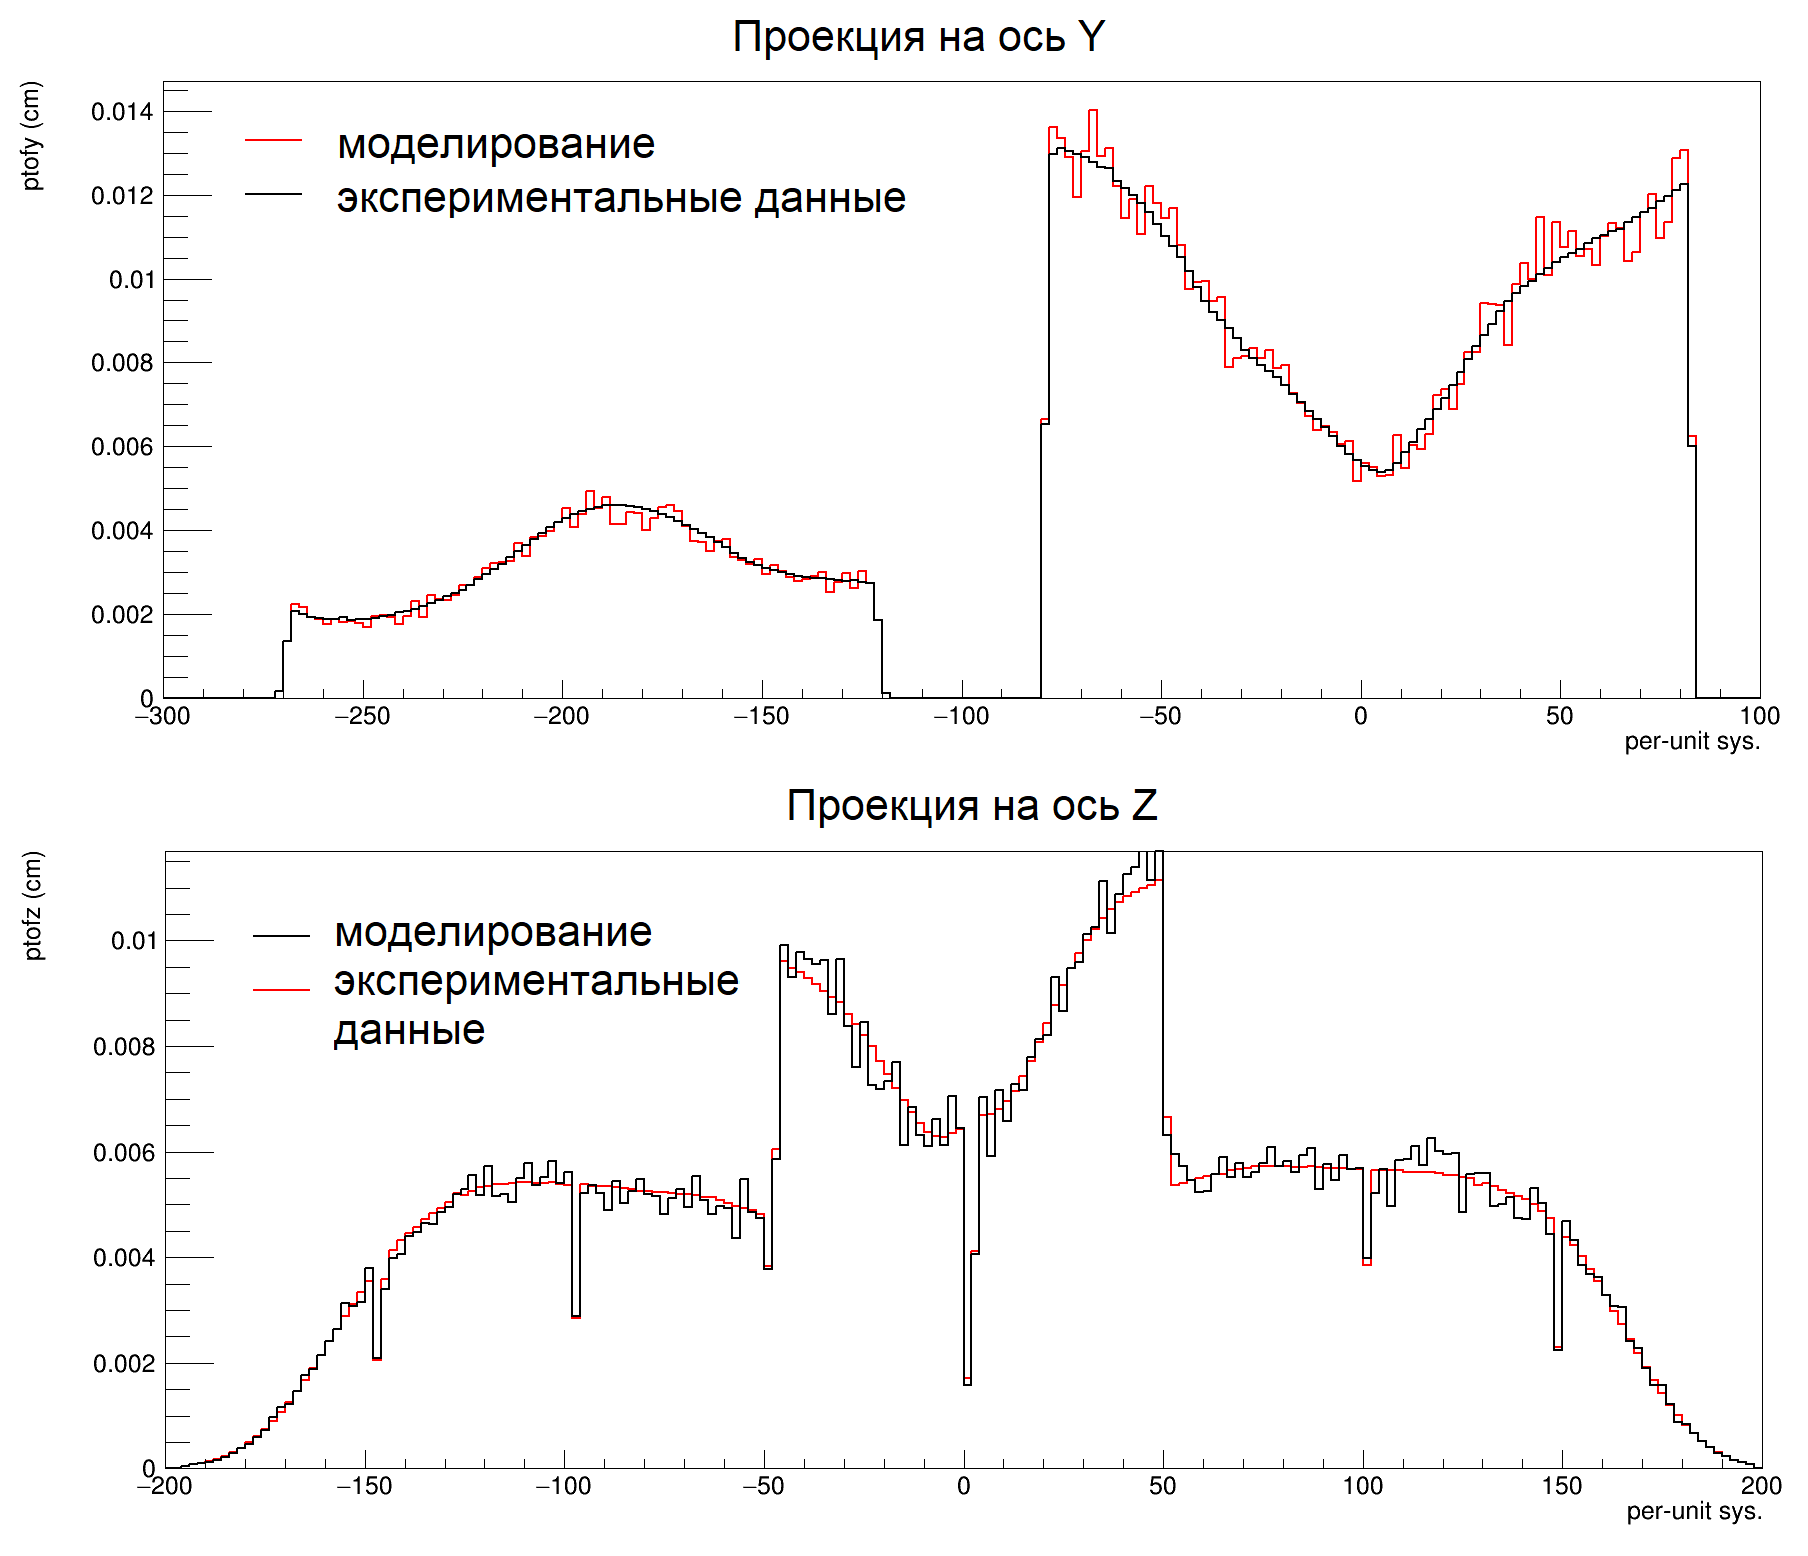 Проекция на ось Y
ptofy (cm)
0.014
0.012
0.01
0.008
0.006
0.004
0.002
0
моделирование
экспериментальные данные
−300 −250 −200 −150 −100 −50 0 50 100
per-unit sys.
Проекция на ось Z
ptofz (cm)
0.01
0.008
0.006
0.004
0.002
0
моделирование
экспериментальные
данные
−200 −150 −100 −50 0 50 100 150 200
per-unit sys.